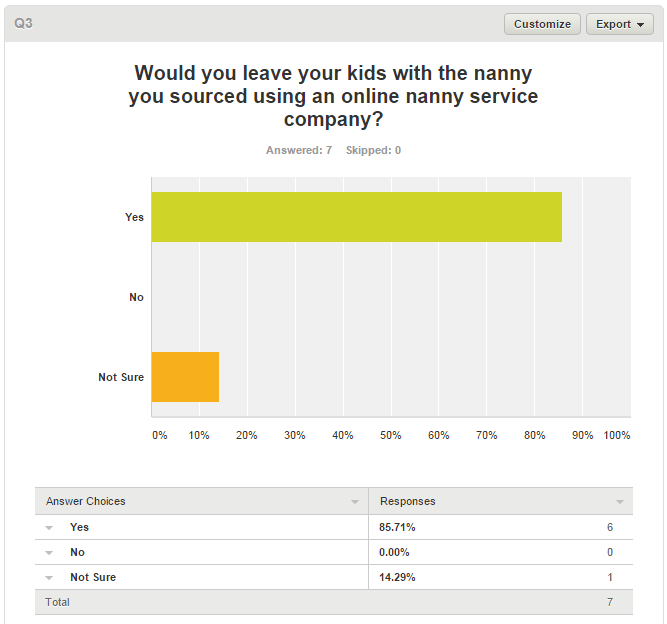 Q3
Customize
Export
Would you leave your kids with the nanny
you sourced using an online nanny service
company?
Answered: 7 Skipped: 0
Yes
No
Not Sure
0% 10% 20% 30% 40% 50% 60% 70% 80% 90% 100%
Answer Choices Responses
Yes 85.71% 6
No 0.00% 0
Not Sure 14.29% 1
Total 7